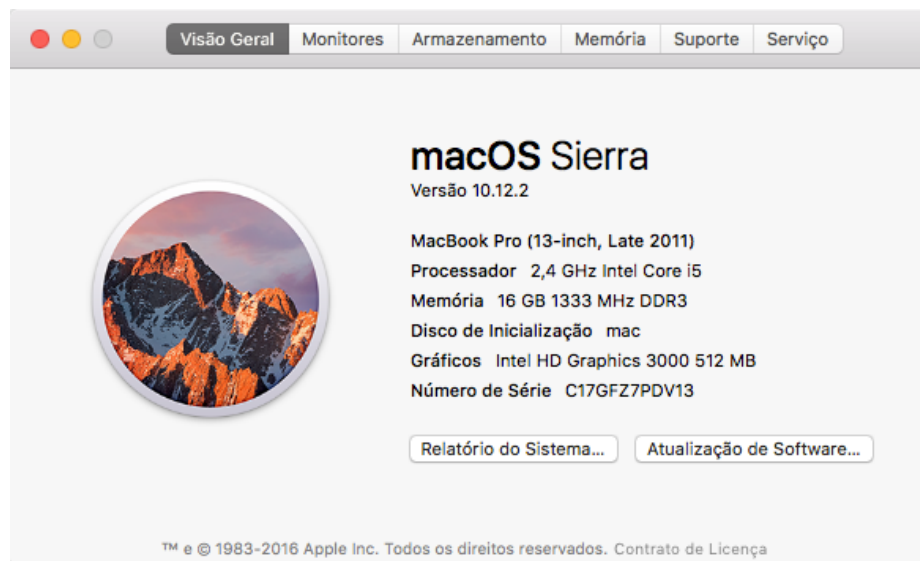 Visão Geral Monitores Armazenamento Memória Suporte Serviço
macOS Sierra
Versão 10.12.2
MacBook Pro (13-inch, Late 2011)
Processador 2,4 GHz Intel Core i5
Memória 16 GB 1333 MHz DDR3
Disco de Inicialização mac
Gráficos Intel HD Graphics 3000 512 MB
Número de Série C17GFZ7PDV13
Relatório do Sistema... Atualização de Software...
™ e © 1983-2016 Apple Inc. Todos os direitos reservados. Contrato de Licença